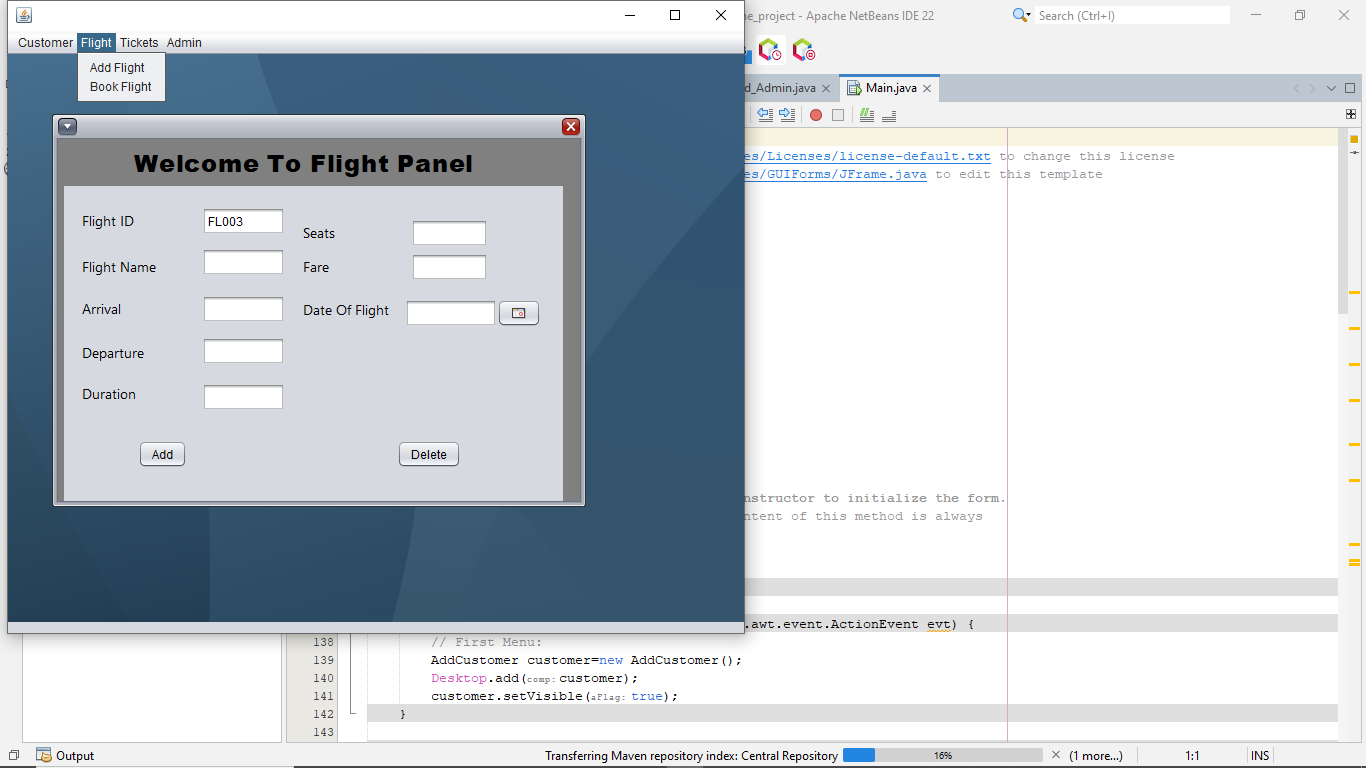 ne_project - Apache NetBeans IDE 22
Search (Ctrl+I)
Customer Flight Tickets Admin
Add Flight
Book Flight
d_Admin.java
Main.java
Welcome To Flight Panel
Flight ID
FL003
Seats
Flight Name
Fare
Arrival
Date Of Flight
Departure
Duration
Add
Delete
es/Licenses/license-default.txt to change this license
es/GUIForms/JFrame.java to edit this template
nstructor to initialize the form.
ntent of this method is always
.awt.event.ActionEvent evt) {
138 // First Menu:
139 AddCustomer customer=new AddCustomer();
140 Desktop.add(comp: customer);
141 customer.setVisible(aFlag: true);
142 }
143
Output
Transferring Maven repository index: Central Repository
16%
(1 more...)
1:1
INS